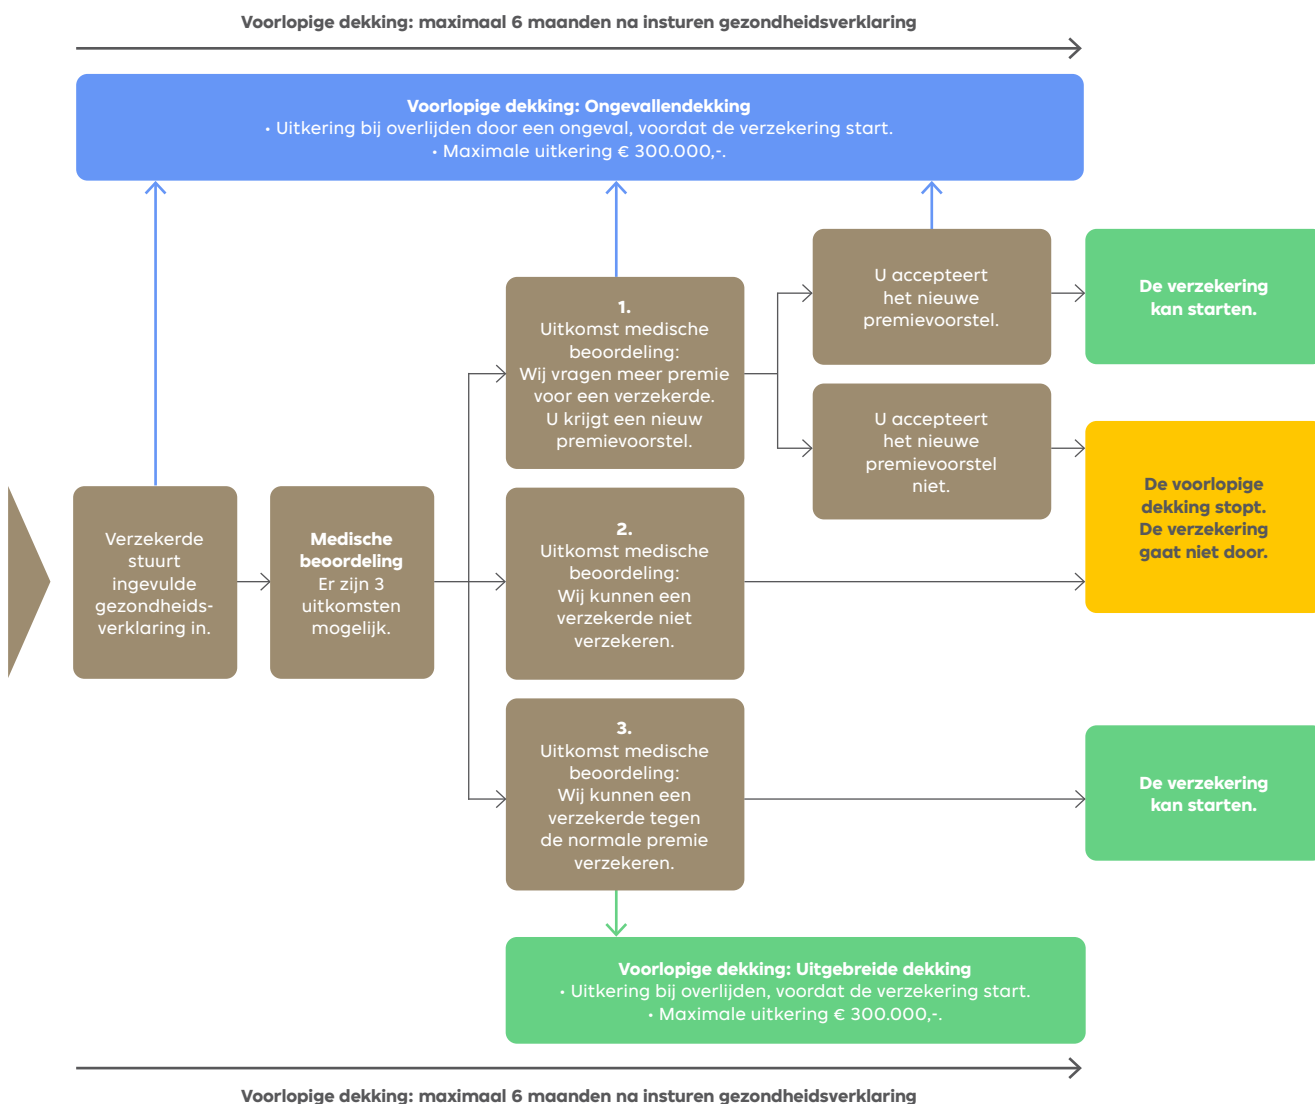 Voorlopige dekking: maximaal 6 maanden na insturen gezondheidsverklaring
Voorlopige dekking: Ongevallendekking
• Uitkering bij overlijden door een ongeval, voordat de verzekering start.
• Maximale uitkering € 300.000,-.
Verzekerde
stuurt
ingevulde
gezondheids-
verklaring in.
Medische
beoordeling
Er zijn 3
uitkomsten
mogelijk.
1.
Uitkomst medische
beoordeling:
Wij vragen meer premie
voor een verzekerde.
U krijgt een nieuw
premievoorstel.
U accepteert
het nieuwe
premievoorstel.
De verzekering
kan starten.
U accepteert
het nieuwe
premievoorstel
niet.
De voorlopige
dekking stopt.
De verzekering
gaat niet door.
2.
Uitkomst medische
beoordeling:
Wij kunnen een
verzekerde niet
verzekeren.
3.
Uitkomst medische
beoordeling:
Wij kunnen een
verzekerde tegen
de normale premie
verzekeren.
De verzekering
kan starten.
Voorlopige dekking: Uitgebreide dekking
• Uitkering bij overlijden, voordat de verzekering start.
• Maximale uitkering € 300.000,-.
Voorlopige dekking: maximaal 6 maanden na insturen gezondheidsverklaring